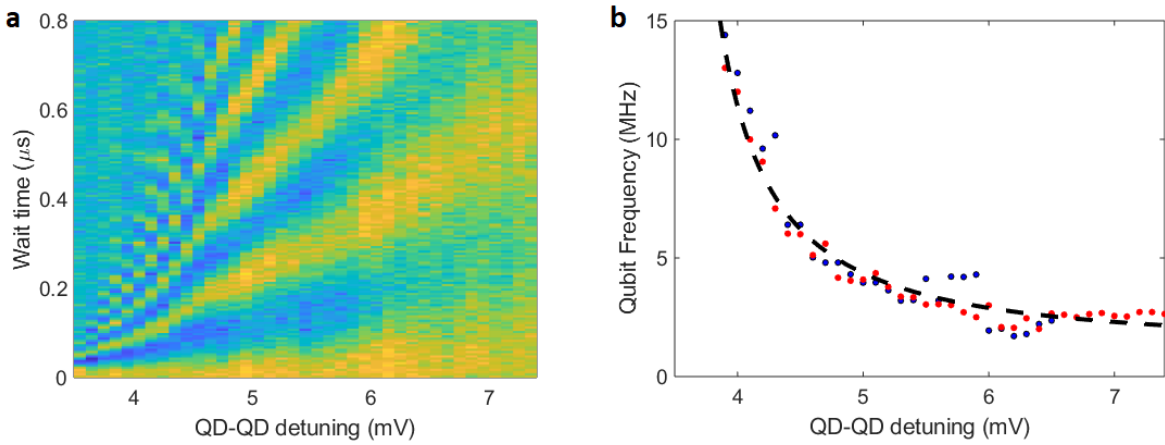 a
0.8
0.6
0.4
0.2
0
Wait time (μs)
4 5 6 7
QD-QD detuning (mV)
b
15
10
5
0
Qubit Frequency (MHz)
4 5 6 7
QD-QD detuning (mV)